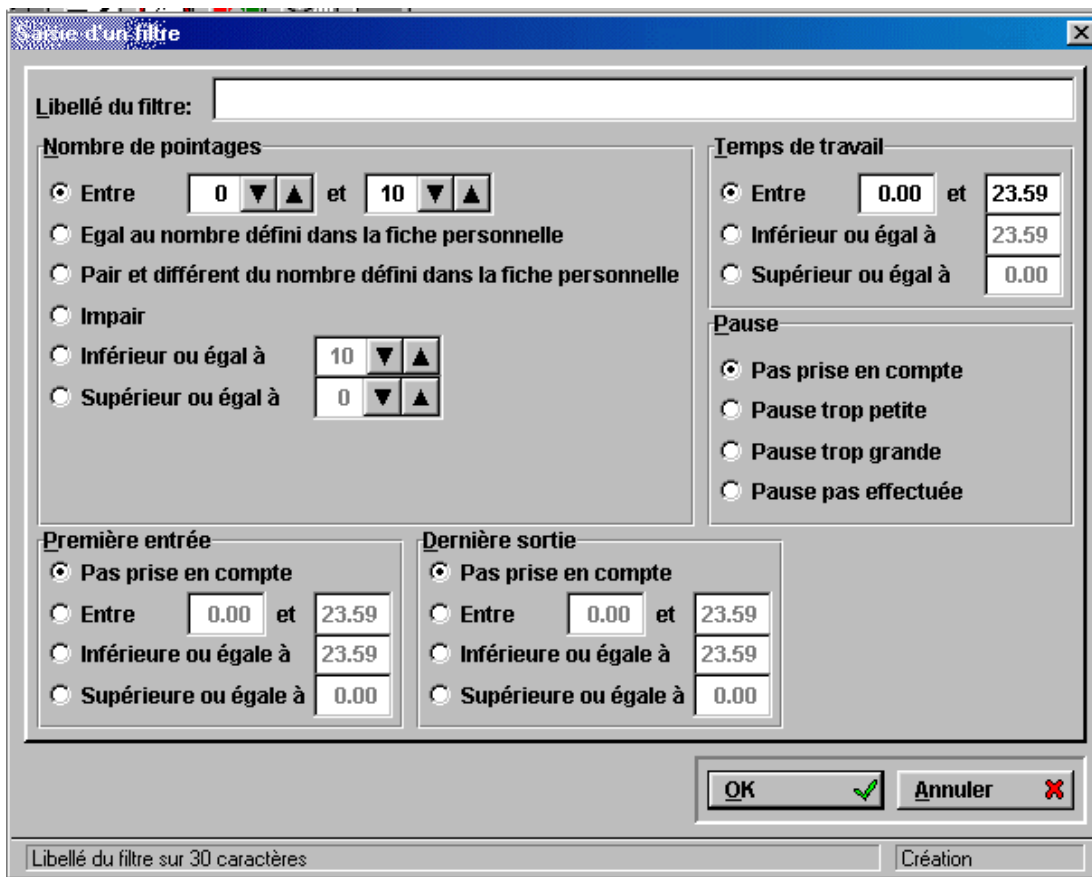 Saisie d'un filtre
Libellé du filtre:
Nombre de pointages
Entre 0 et 10
Egal au nombre défini dans la fiche personnelle
Pair et différent du nombre défini dans la fiche personnelle
Impair
Inférieur ou égal à 10
Supérieur ou égal à 0
Temps de travail
Entre 0.00 et 23.59
Inférieur ou égal à 23.59
Supérieur ou égal à 0.00
Pause
Pas prise en compte
Pause trop petite
Pause trop grande
Pause pas effectuée
Première entrée
Pas prise en compte
Entre 0.00 et 23.59
Inférieure ou égale à 23.59
Supérieure ou égale à 0.00
Dernière sortie
Pas prise en compte
Entre 0.00 et 23.59
Inférieure ou égale à 23.59
Supérieure ou égale à 0.00
OK
Annuler
Libellé du filtre sur 30 caractères
Création